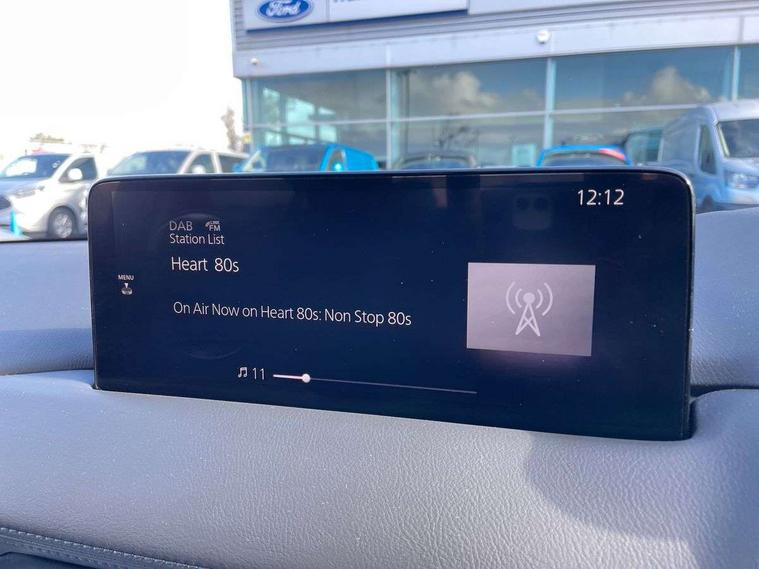 Ford
12:12
DAB LINK FM
Station List
Heart 80s
MENU
On Air Now on Heart 80s: Non Stop 80s
11